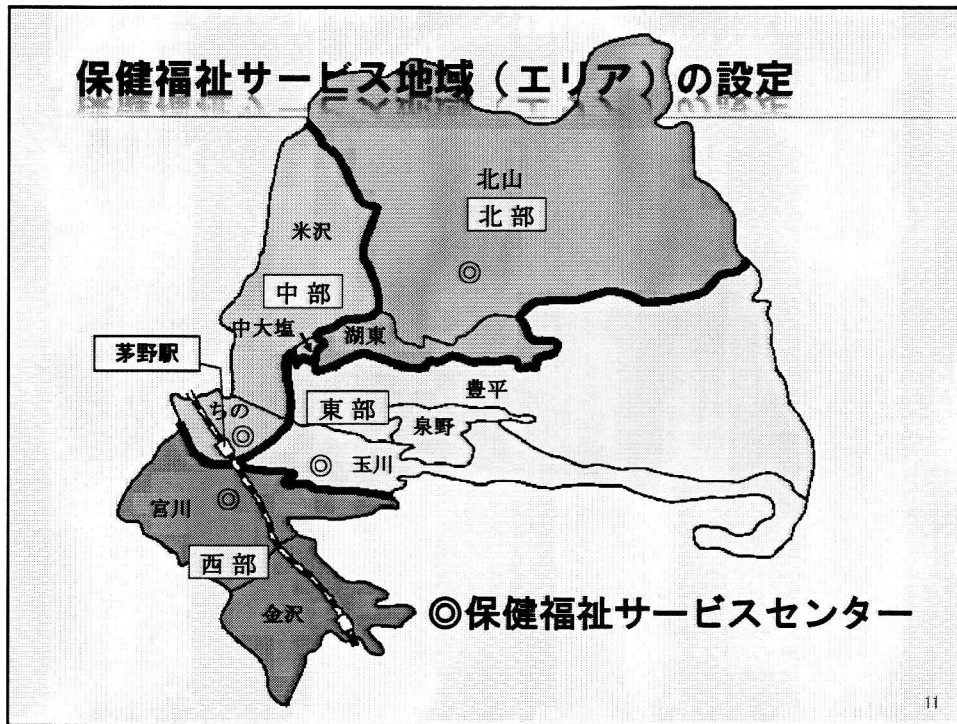 保健福祉サービス地域（エリア）の設定
北山
北部
米沢
中部
中大塩
湖東
茅野駅
豊平
ちの
東部
泉野
玉川
宮川
西部
金沢
◎保健福祉サービスセンター
11